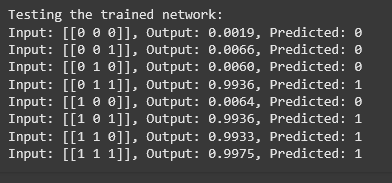 Testing the trained network:
Input: [[0 0 0]], Output: 0.0019, Predicted: 0
Input: [[0 0 1]], Output: 0.0066, Predicted: 0
Input: [[0 1 0]], Output: 0.0060, Predicted: 0
Input: [[0 1 1]], Output: 0.9936, Predicted: 1
Input: [[1 0 0]], Output: 0.0064, Predicted: 0
Input: [[1 0 1]], Output: 0.9936, Predicted: 1
Input: [[1 1 0]], Output: 0.9933, Predicted: 1
Input: [[1 1 1]], Output: 0.9975, Predicted: 1